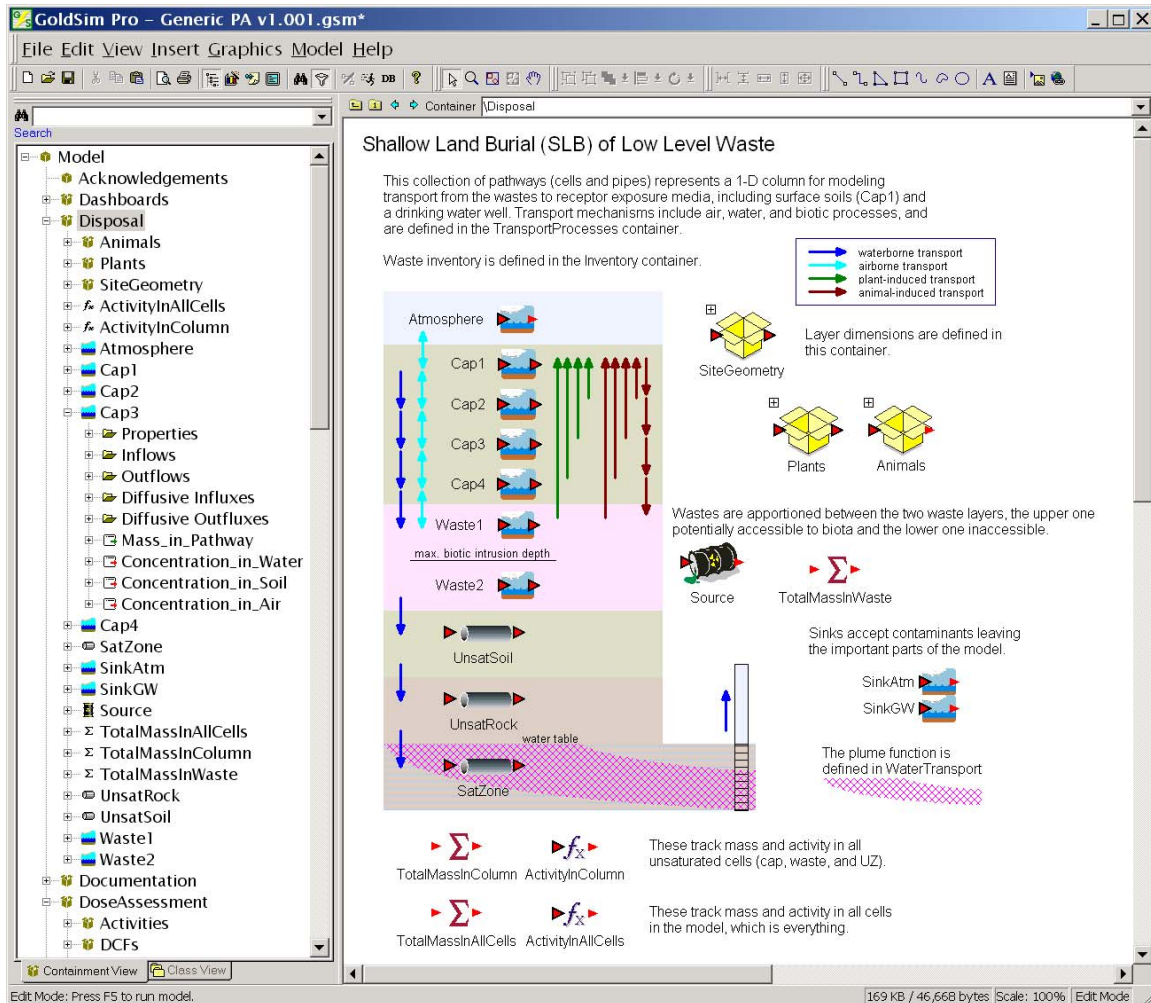 GoldSim Pro – Generic PA v1.001.gsm*
File Edit View Insert Graphics Model Help
DB
Container \Disposal
Search
Model
Acknowledgements
Dashboards
Disposal
Animals
Plants
SiteGeometry
ActivityInAllCells
ActivityInColumn
Atmosphere
Cap1
Cap2
Cap3
Properties
Inflows
Outflows
Diffusive Influxes
Diffusive Outfluxes
Mass_in_Pathway
Concentration_in_Water
Concentration_in_Soil
Concentration_in_Air
Cap4
SatZone
SinkAtm
SinkGW
Source
TotalMassInAllCells
TotalMassInColumn
TotalMassInWaste
UnsatRock
UnsatSoil
Waste1
Waste2
Documentation
DoseAssessment
Activities
DCFs
Containment View Class View
Shallow Land Burial (SLB) of Low Level Waste
This collection of pathways (cells and pipes) represents a 1-D column for modeling
transport from the wastes to receptor exposure media, including surface soils (Cap1) and
a drinking water well. Transport mechanisms include air, water, and biotic processes, and
are defined in the TransportProcesses container.
Waste inventory is defined in the Inventory container.
waterborne transport
airborne transport
plant-induced transport
animal-induced transport
Atmosphere
Cap1
Cap2
Cap3
Cap4
Waste1
max. biotic intrusion depth
Waste2
UnsatSoil
UnsatRock
water table
SatZone
SiteGeometry
Layer dimensions are defined in
this container.
Plants
Animals
Wastes are apportioned between the two waste layers, the upper one
potentially accessible to biota and the lower one inaccessible.
Source
Σ
TotalMassInWaste
Sinks accept contaminants leaving
the important parts of the model.
SinkAtm
SinkGW
The plume function is
defined in WaterTransport
Σ fx
TotalMassInColumn ActivityInColumn
These track mass and activity in all
unsaturated cells (cap, waste, and UZ).
Σ fx
TotalMassInAllCells ActivityInAllCells
These track mass and activity in all cells
in the model, which is everything.
Edit Mode: Press F5 to run model.
169 KB / 46,668 bytes Scale: 100% Edit Mode